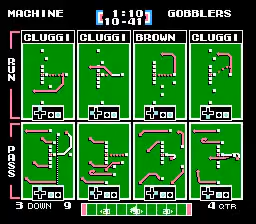 MACHINE 1:10 GOBBLERS
10-41
CLUGGI CLUGGI BROWN CLUGGI
RUN
PASS
3 DOWN 9 4 QTR